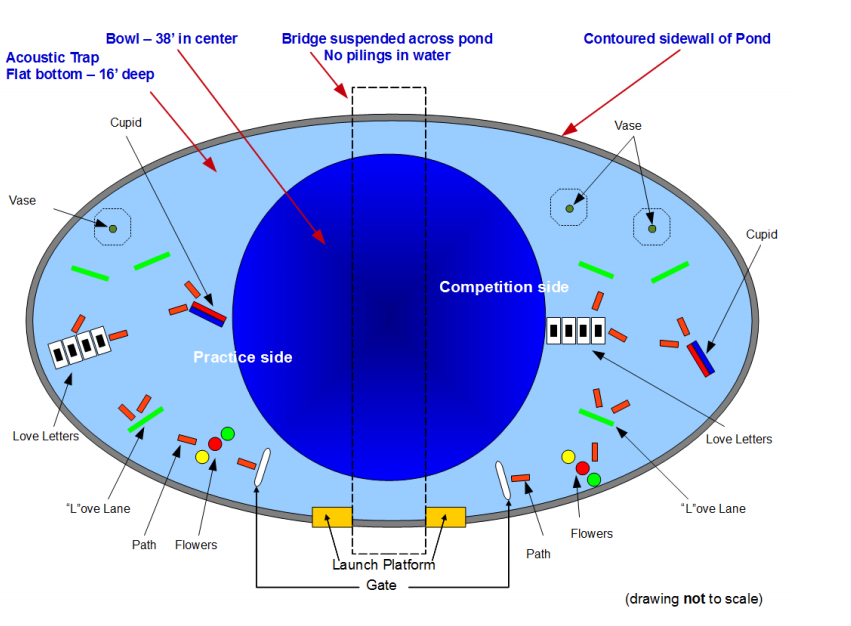 Bowl – 38’ in center
Bridge suspended across pond
No pilings in water
Contoured sidewall of Pond
Acoustic Trap
Flat bottom – 16’ deep
Cupid
Vase
Vase
Cupid
Competition side
Practice side
Love Letters
Love Letters
“L”ove Lane
“L”ove Lane
Path
Flowers
Flowers
Path
Launch Platform
Gate
(drawing not to scale)